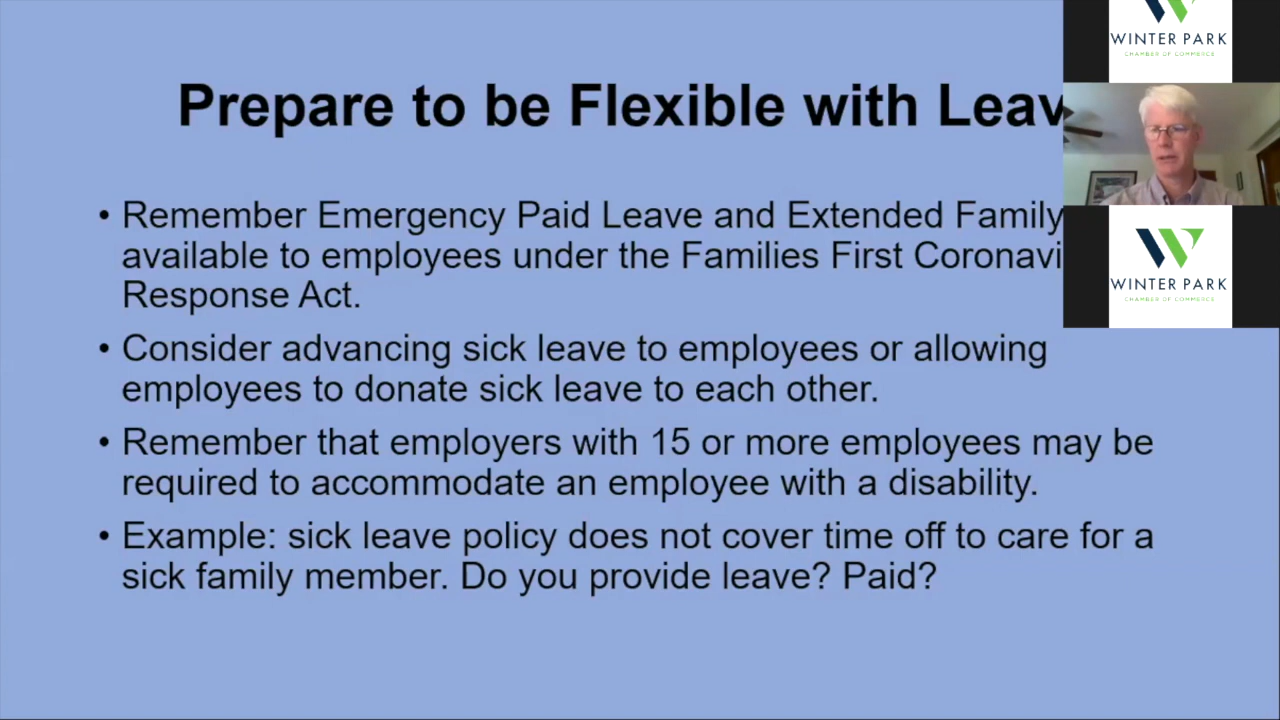 Prepare to be Flexible with Leav
• Remember Emergency Paid Leave and Extended Family
available to employees under the Families First Coronavi
Response Act.
• Consider advancing sick leave to employees or allowing
employees to donate sick leave to each other.
• Remember that employers with 15 or more employees may be
required to accommodate an employee with a disability.
• Example: sick leave policy does not cover time off to care for a
sick family member. Do you provide leave? Paid?
WINTER PARK
CHAMBER OF COMMERCE
WINTER PARK
CHAMBER OF COMMERCE